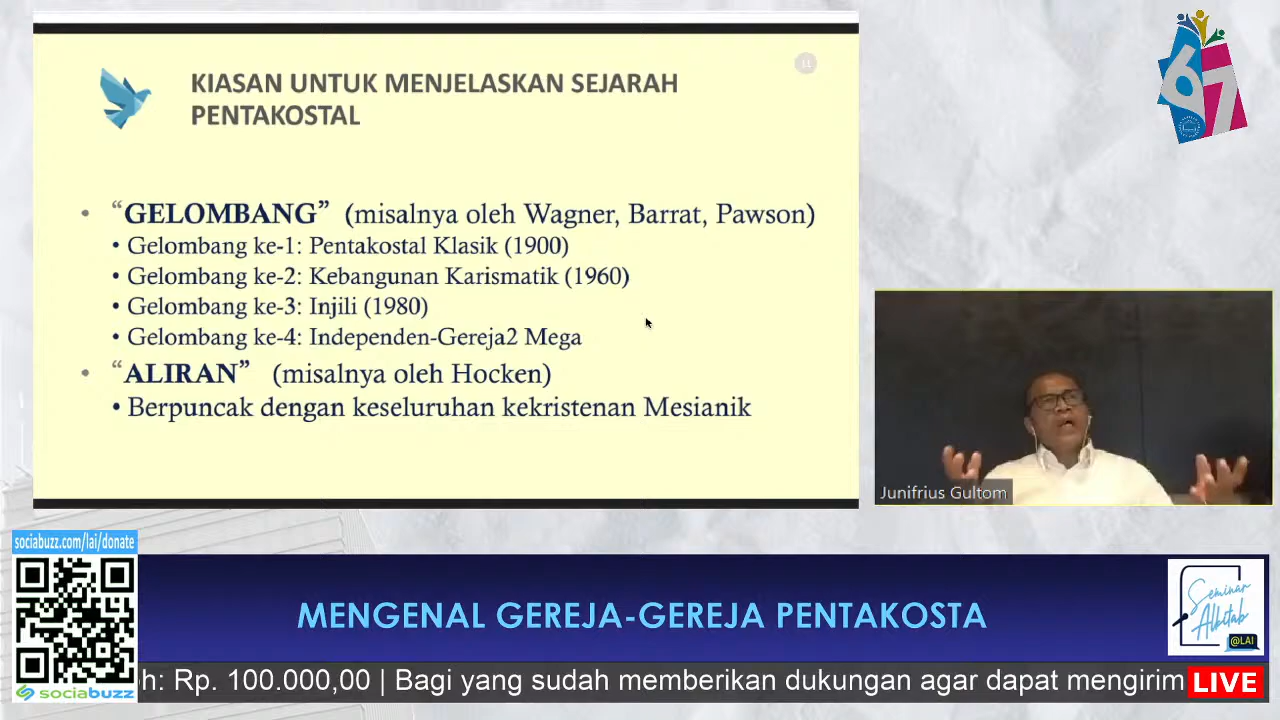 11
KIASAN UNTUK MENJELASKAN SEJARAH
PENTAKOSTAL
• “GELOMBANG” (misalnya oleh Wagner, Barrat, Pawson)
• Gelombang ke-1: Pentakostal Klasik (1900)
• Gelombang ke-2: Kebangunan Karismatik (1960)
• Gelombang ke-3: Injili (1980)
• Gelombang ke-4: Independen-Gereja2 Mega
• “ALIRAN” (misalnya oleh Hocken)
• Berpuncak dengan keseluruhan kekristenan Mesianik
67
Junifrius Gultom
sociabuzz.com/lai/donate
sociabuzz
MENGENAL GEREJA-GEREJA PENTAKOSTA
Seminar
Alkitab
@LAI
h: Rp. 100.000,00 | Bagi yang sudah memberikan dukungan agar dapat mengirim
LIVE